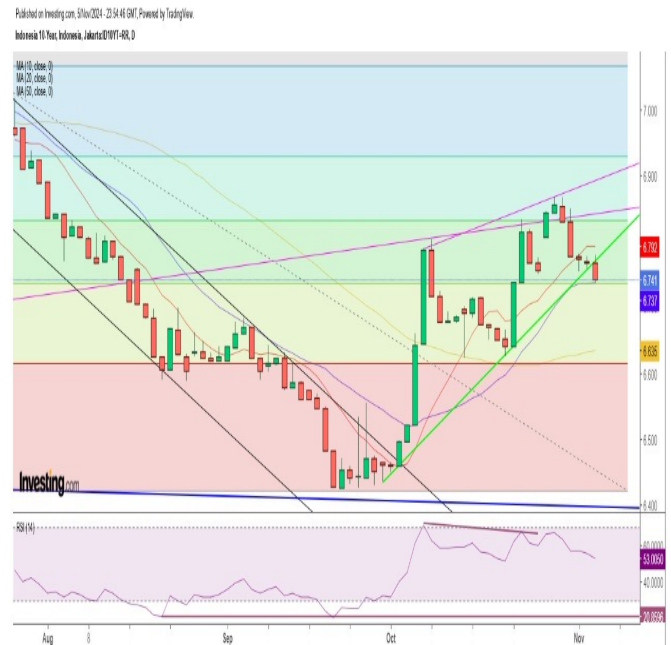 Published on Investing.com, 5/Nov/2024 - 23:54:46 GMT, Powered by TradingView.
Indonesia 10-Year, Indonesia, Jakarta:ID10YT=RR, D
MA (10, close, 0)
MA (20, close, 0)
MA (50, close, 0)
7.000
6.900
6.792
6.741
6.737
6.635
6.600
6.500
6.400
Investing.com
RSI (14)
60.0000
53.0050
40.0000
Aug
8
Sep
Oct
Nov